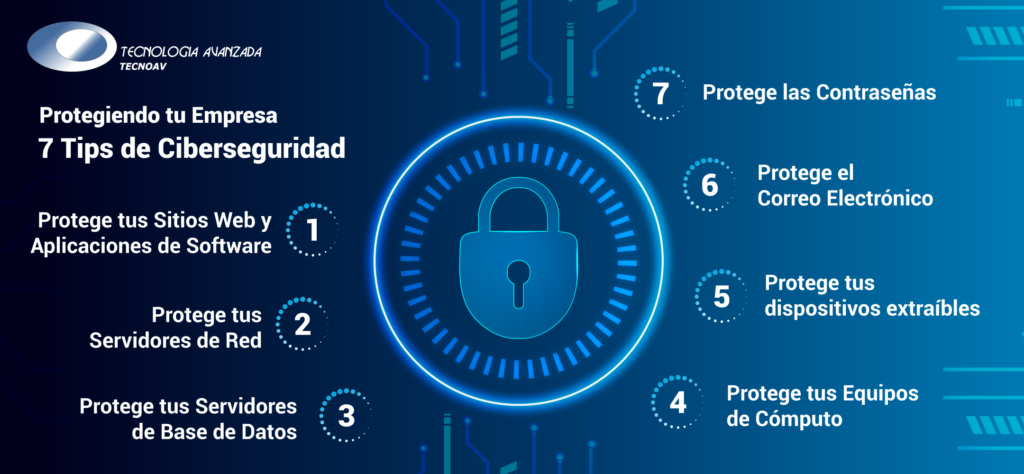 TECNOLOGIA AVANZADA
TECNOAV
Protegiendo tu Empresa
7 Tips de Ciberseguridad
1
Protege tus Sitios Web y
Aplicaciones de Software
2
Protege tus
Servidores de Red
3
Protege tus Servidores
de Base de Datos
4
Protege tus Equipos
de Cómputo
5
Protege tus
dispositivos extraíbles
6
Protege el
Correo Electrónico
7
Protege las Contraseñas